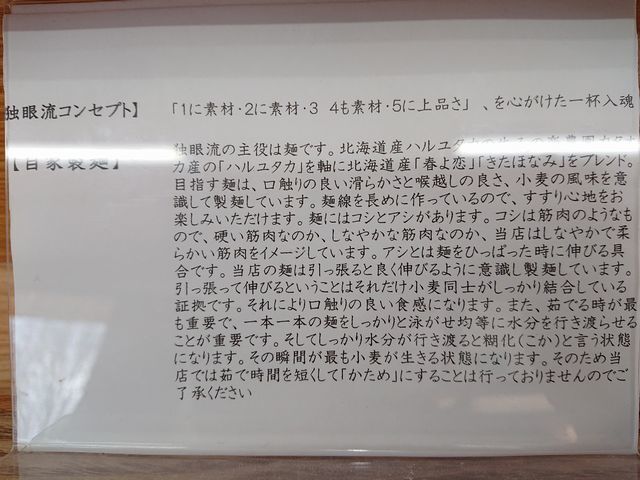 独眼流コンセプト】 「1に素材・2に素材・3 4も素材・5に上品さ」 、を心がけた一杯入魂
【自家製麺】
独眼流の主役は麺です。北海道産ハルユタカの
カ産の「ハルユタカ」を軸に北海道産「春よ恋」「きたほなみ」をブレンド。
目指す麺は、口触りの良い滑らかさと喉越しの良さ、小麦の風味を意
識して製麺しています。麺線を長めに作っているので、すすり心地をお
楽しみいただけます。麺にはコシとアシがあります。コシは筋肉のようなも
ので、硬い筋肉なのか、しなやかな筋肉なのか、当店はしなやかで柔
らかい筋肉をイメージしています。アシとは麺をひっぱった時に伸びる具
合です。当店の麺は引っ張ると良く伸びるように意識し製麺しています。
引っ張って伸びるということはそれだけ小麦同士がしっかり結合している
証拠です。それにより口触りの良い食感になります。また、茹でる時が最
も重要で、一本一本の麺をしっかりと泳がせ均等に水分を行き渡らせる
ことが重要です。そしてしっかり水分が行き渡ると糊化(こか)と言う状態
になります。その瞬間が最も小麦が生きる状態になります。そのため当
店では茹で時間を短くして「かため」にすることは行っておりませんのでご
了承ください